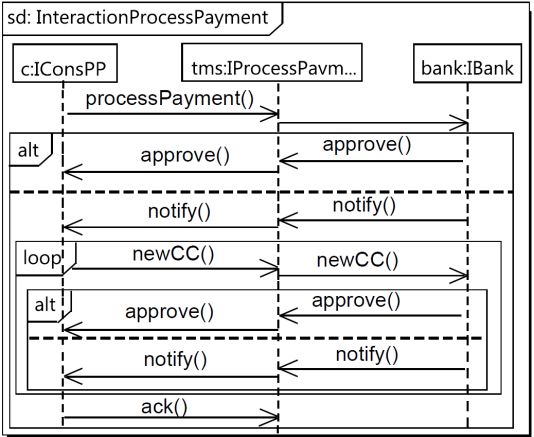 sd: InteractionProcessPayment
c:IConsPP
tms:IProcessPavm...
bank:IBank
processPayment()
alt
approve()
approve()
notify()
notify()
loop
newCC()
newCC()
alt
approve()
approve()
notify()
notify()
ack()